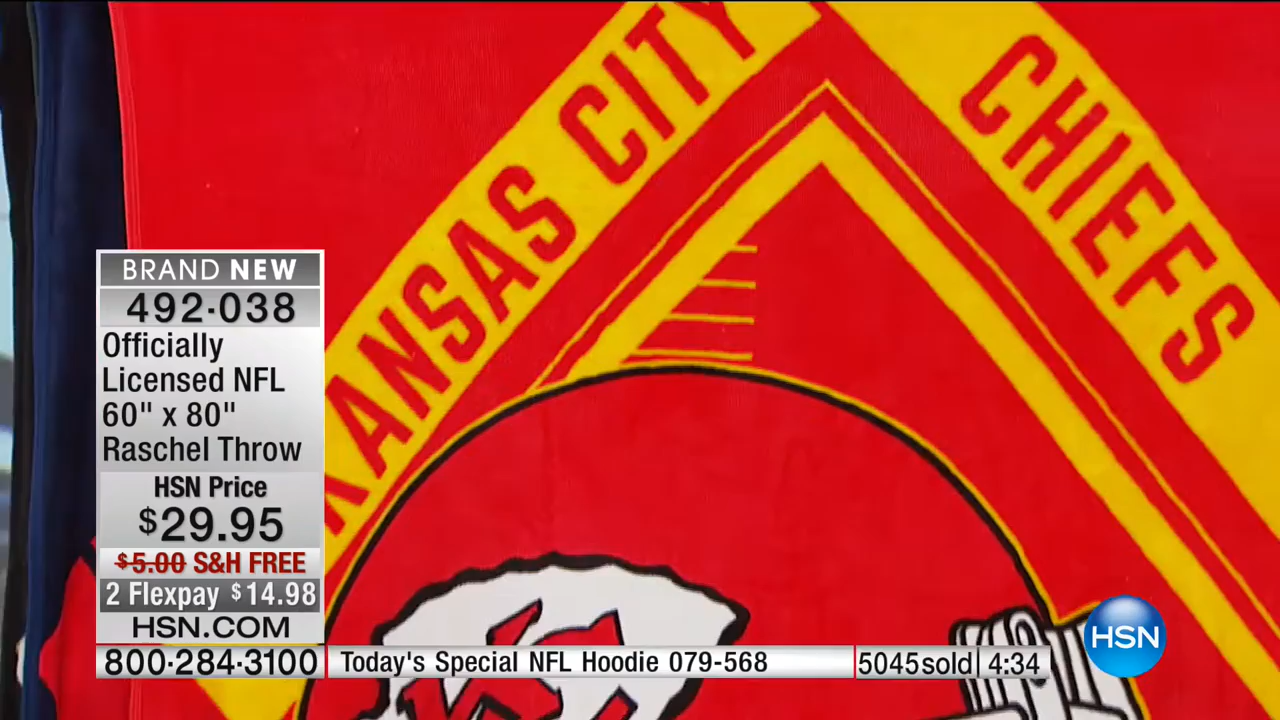 KANSAS CITY
CHIEFS
BRAND NEW
492-038
Officially
Licensed NFL
60" x 80"
Raschel Throw
HSN Price
$29.95
$5.00 S&H FREE
2 Flexpay $14.98
HSN.COM
800-284-3100
Today's Special NFL Hoodie 079-568
5045sold
4:34
HSN
KC